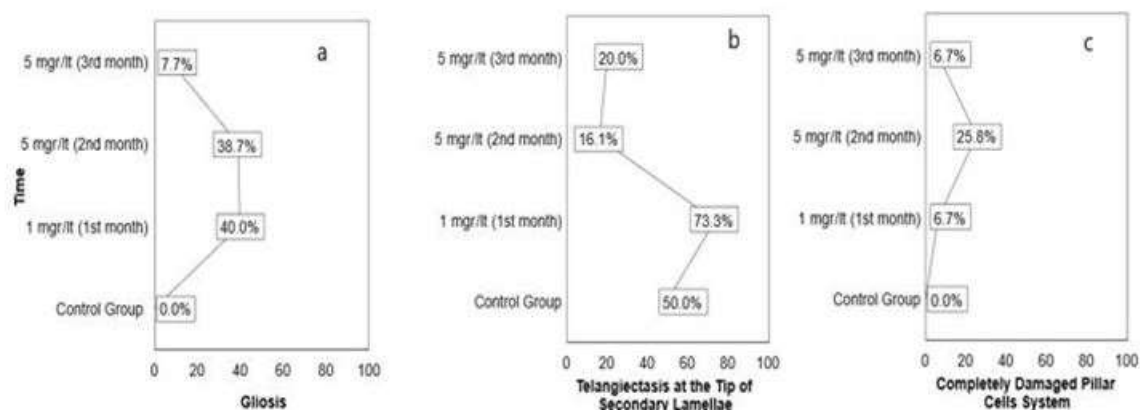 a
5 mgr/lt (3rd month)
7.7%
5 mgr/lt (2nd month)
38.7%
Time
1 mgr/lt (1st month)
40.0%
Control Group
0.0%
0 20 40 60 80 100
Gliosis
b
5 mgr/lt (3rd month)
20.0%
5 mgr/lt (2nd month)
16.1%
1 mgr/lt (1st month)
73.3%
Control Group
50.0%
0 20 40 60 80 100
Telangiectasis at the Tip of
Secondary Lamellae
c
5 mgr/lt (3rd month)
6.7%
5 mgr/lt (2nd month)
25.8%
1 mgr/lt (1st month)
6.7%
Control Group
0.0%
0 20 40 60 80 100
Completely Damaged Pillar
Cells System